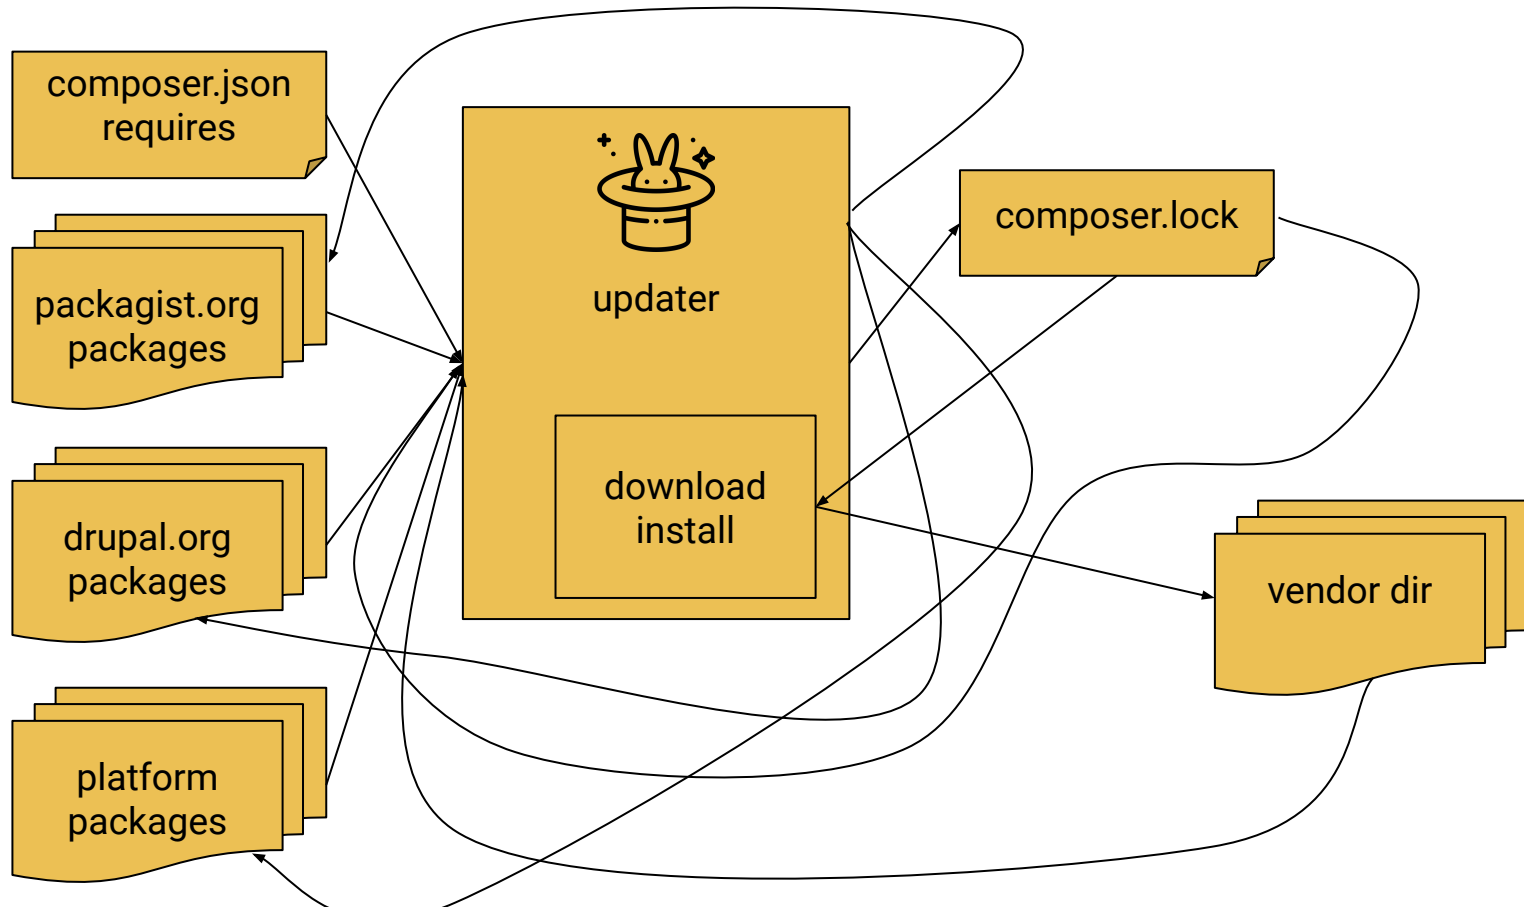 composer.json
requires
packagist.org
packages
drupal.org
packages
platform
packages
updater
download
install
composer.lock
vendor dir